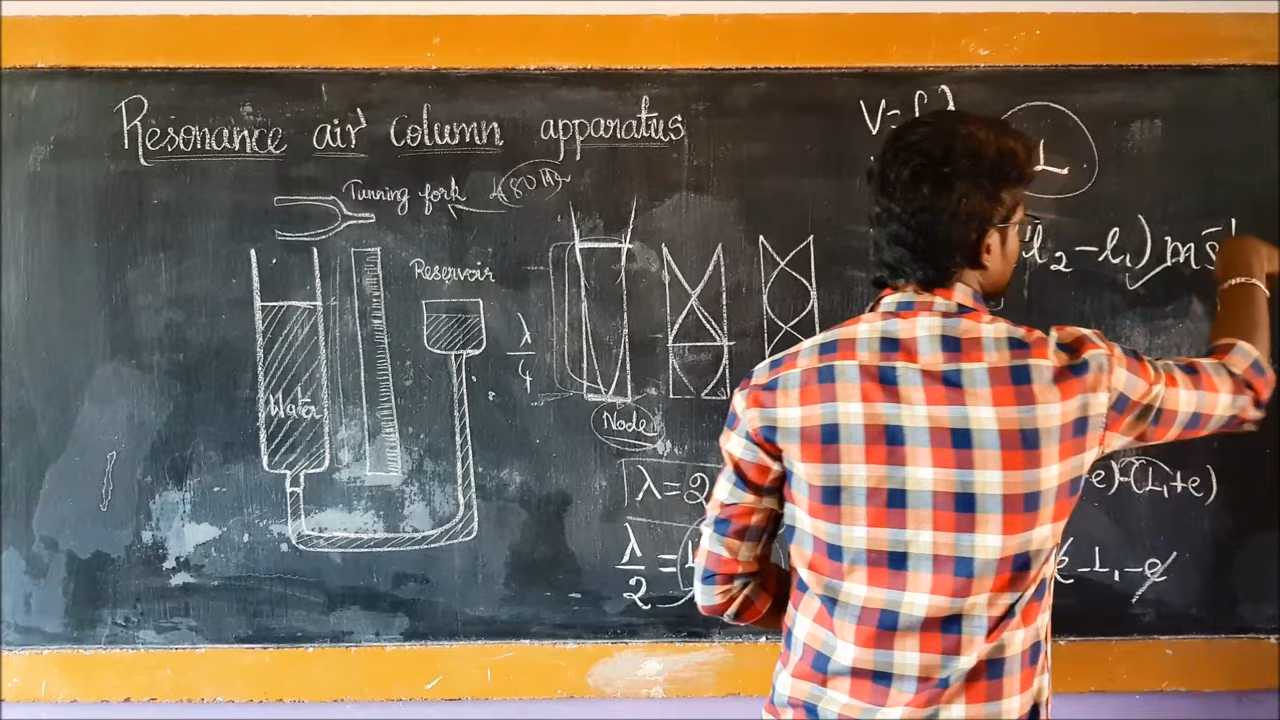 Resonance air column apparatus
Tunning fork 480 Hz
Reservoir
Water
λ/4
Node
V=
L
l₂-l₁) ms⁻¹
λ=2
λ/2=
e)-(L₁+e)
e-L₁-e